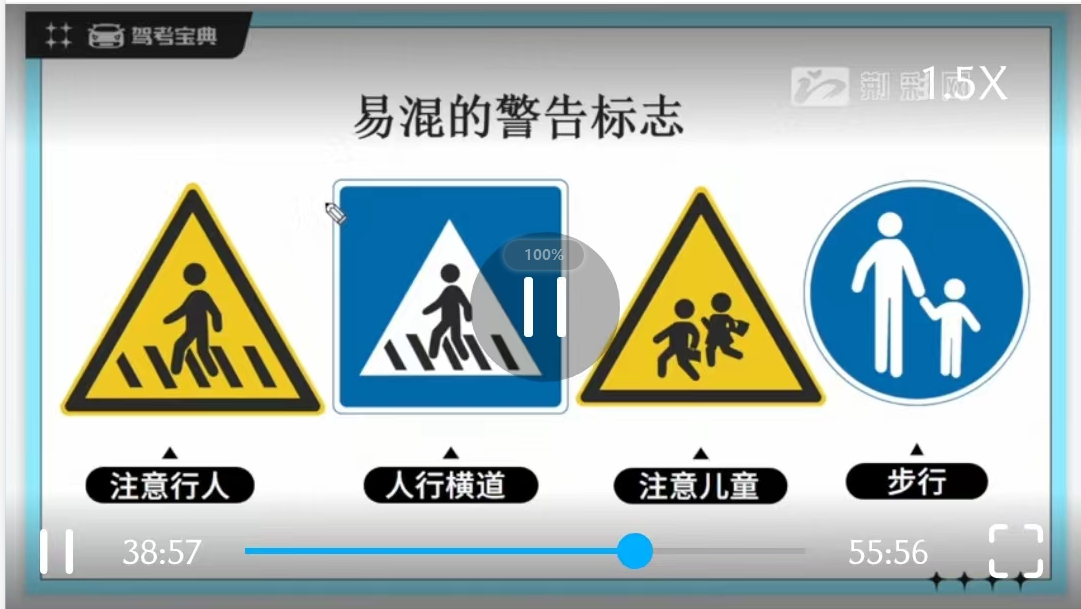 驾考宝典
荆彩网
1.5X
易混的警告标志
100%
注意行人
人行横道
注意儿童
步行
38:57
55:56